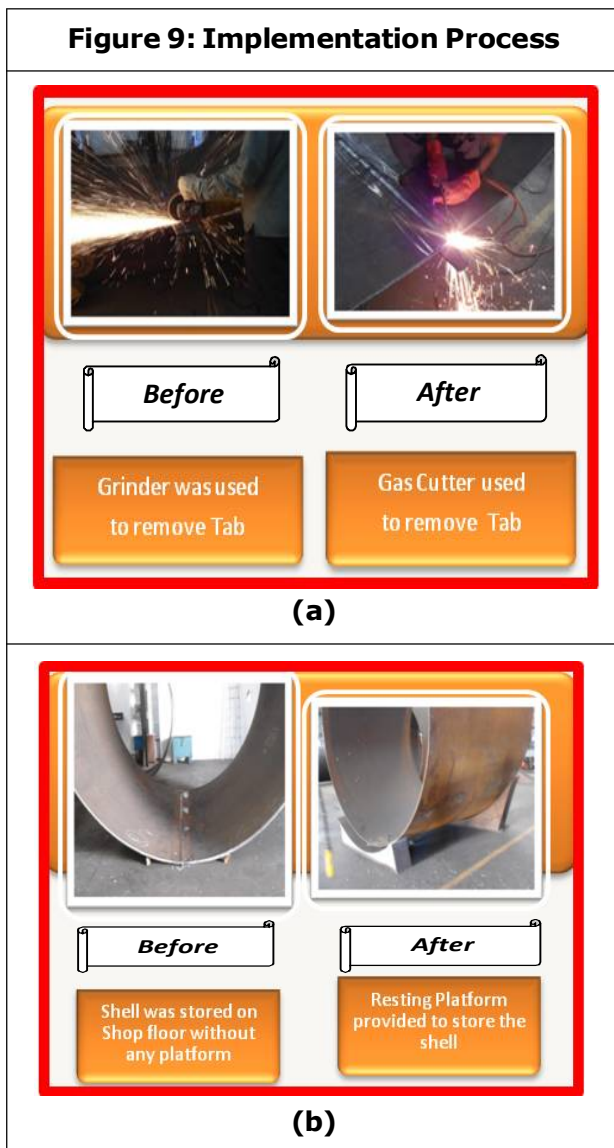 Figure 9: Implementation Process
Before
After
Grinder was used
to remove Tab
Gas Cutter used
to remove Tab
(a)
Before
After
Shell was stored on
Shop floor without
any platform
Resting Platform
provided to store the
shell
(b)